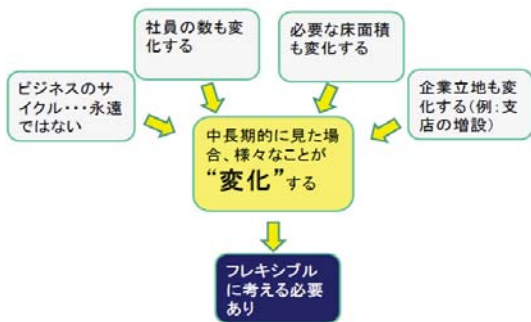 社員の数も変
化する
必要な床面積
も変化する
ビジネスのサ
イクル・・・永遠
ではない
企業立地も変
化する(例:支
店の増設)
中長期的に見た場
合、様々なことが
“変化”する
フレキシブル
に考える必要
あり